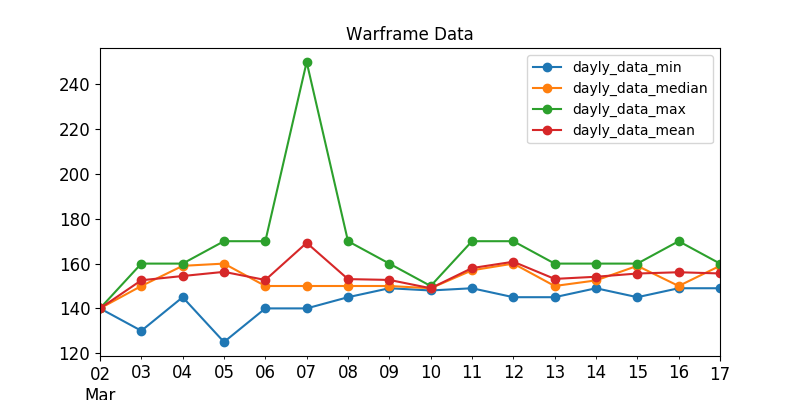 Warframe Data
dayly_data_min
dayly_data_median
dayly_data_max
dayly_data_mean
240
220
200
180
160
140
120
02 03 04 05 06 07 08 09 10 11 12 13 14 15 16 17
Mar